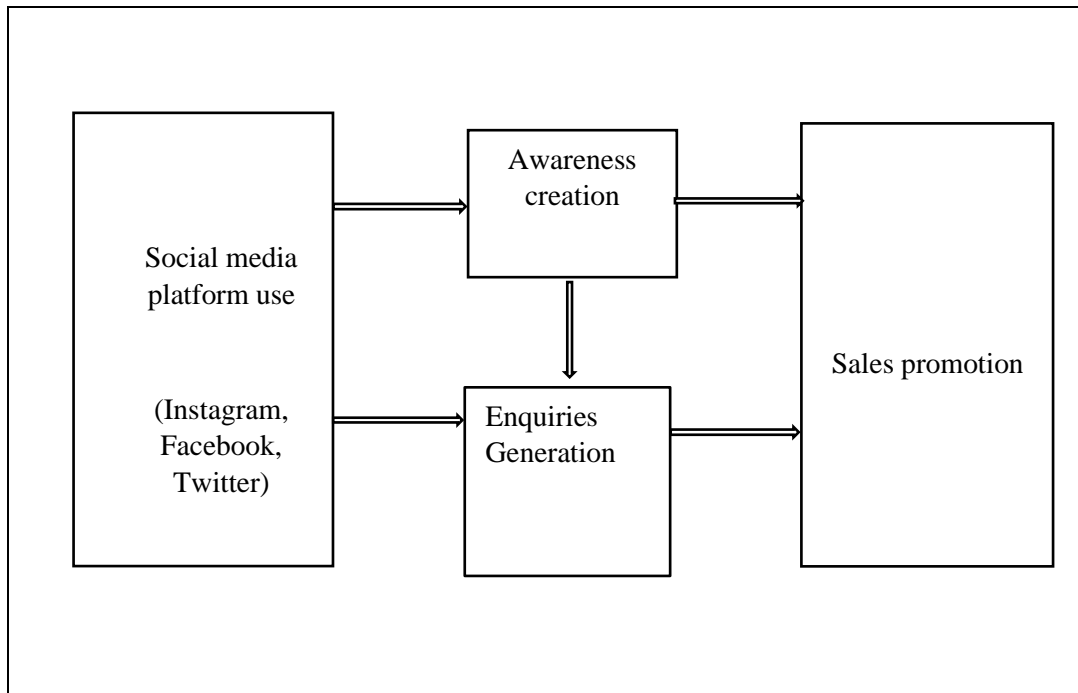 Social media
platform use
(Instagram,
Facebook,
Twitter)
Awareness
creation
Enquiries
Generation
Sales promotion